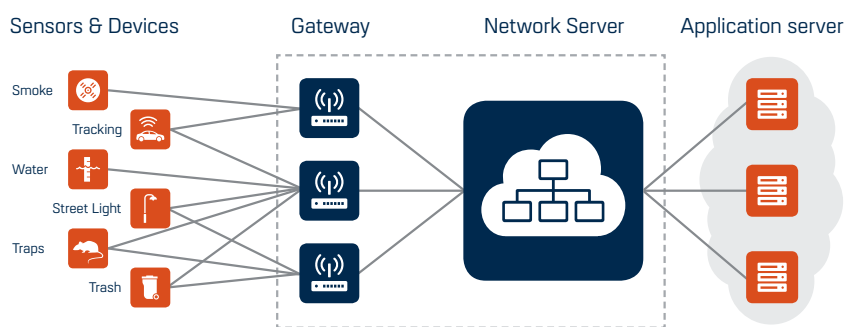 Sensors & Devices
Gateway
Network Server
Application server
Smoke
Tracking
Water
Street Light
Traps
Trash